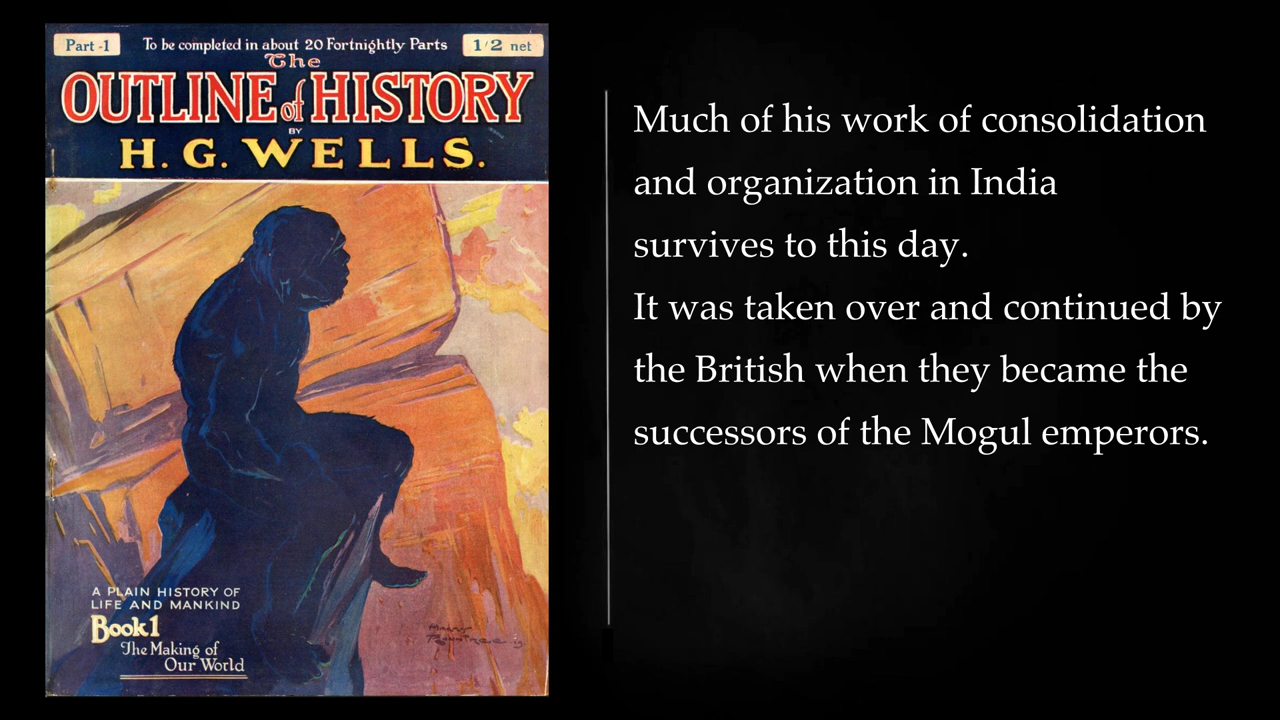 Part -1
To be completed in about 20 Fortnightly Parts
1/2 net
The
OUTLINE of HISTORY
BY
H. G. WELLS.
Much of his work of consolidation
and organization in India
survives to this day.
It was taken over and continued by
the British when they became the
successors of the Mogul emperors.
A PLAIN HISTORY OF
LIFE AND MANKIND
Book 1
The Making of
Our World